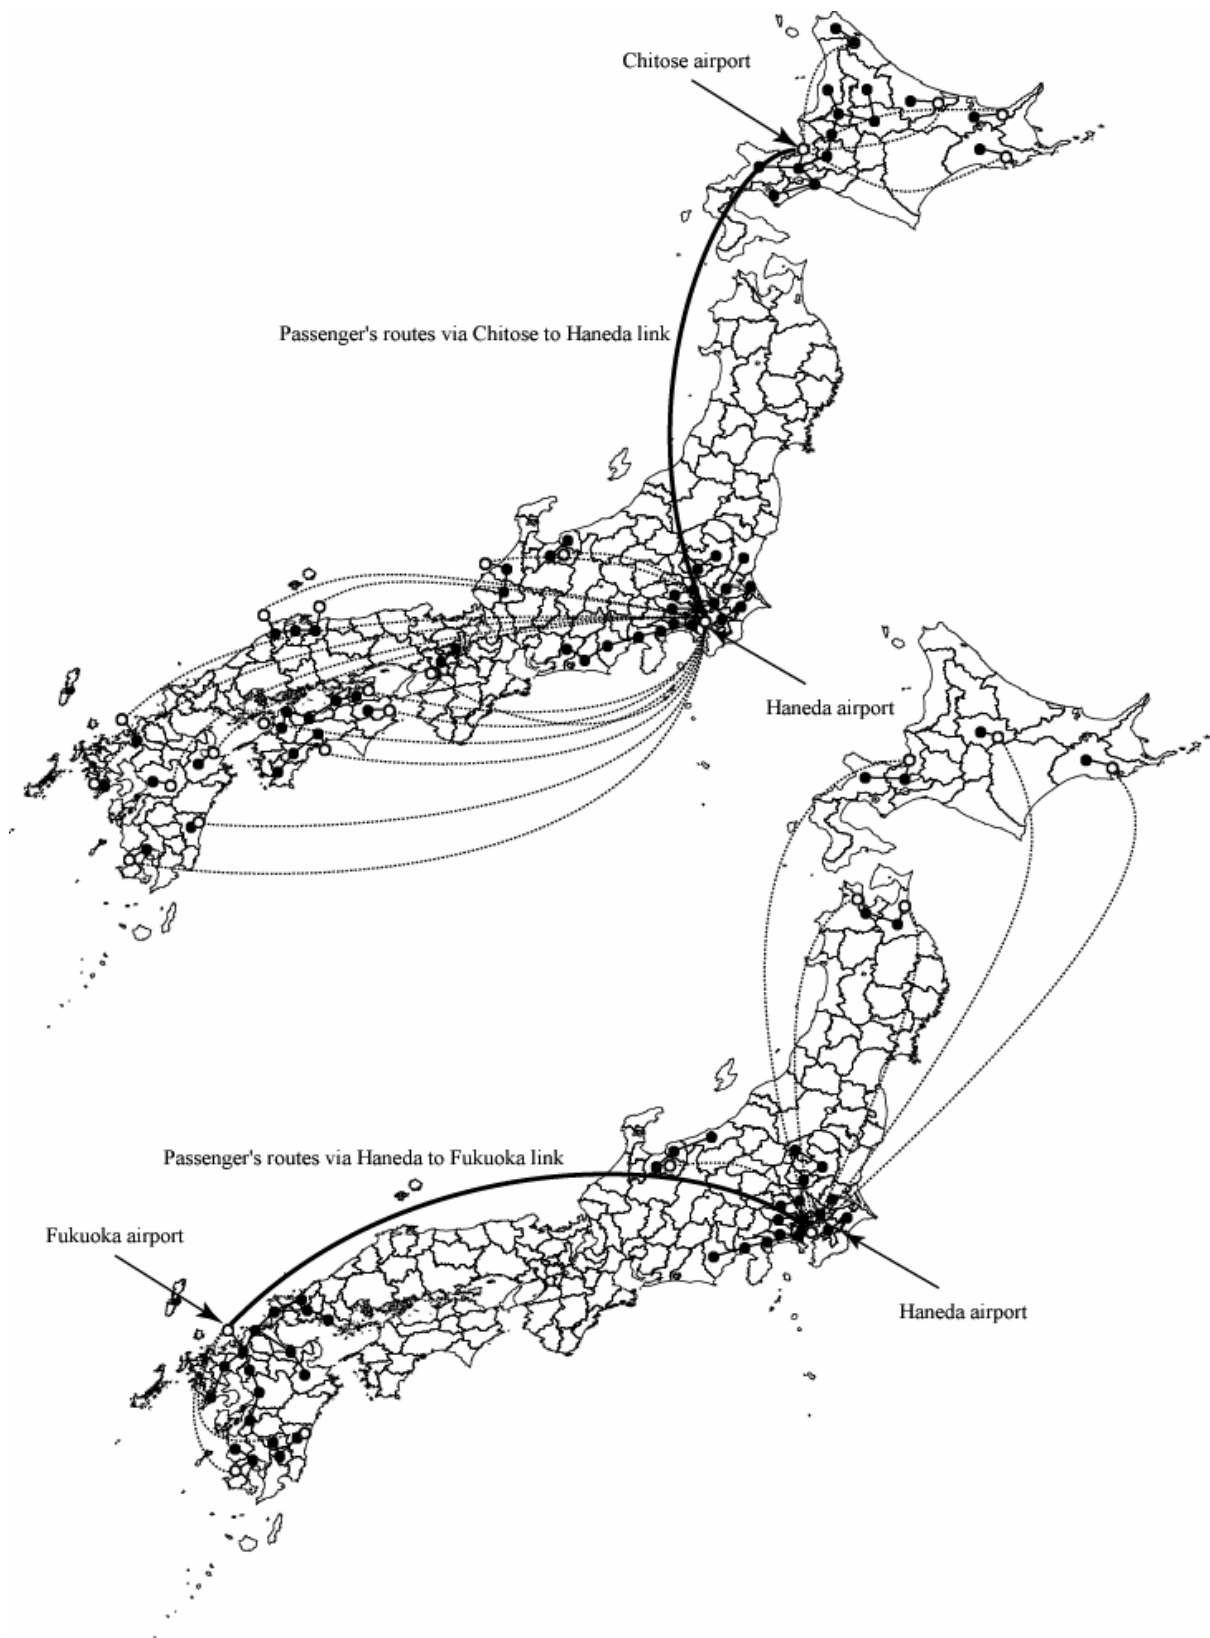 Chitose airport
Passenger's routes via Chitose to Haneda link
Haneda airport
Passenger's routes via Haneda to Fukuoka link
Fukuoka airport
Haneda airport